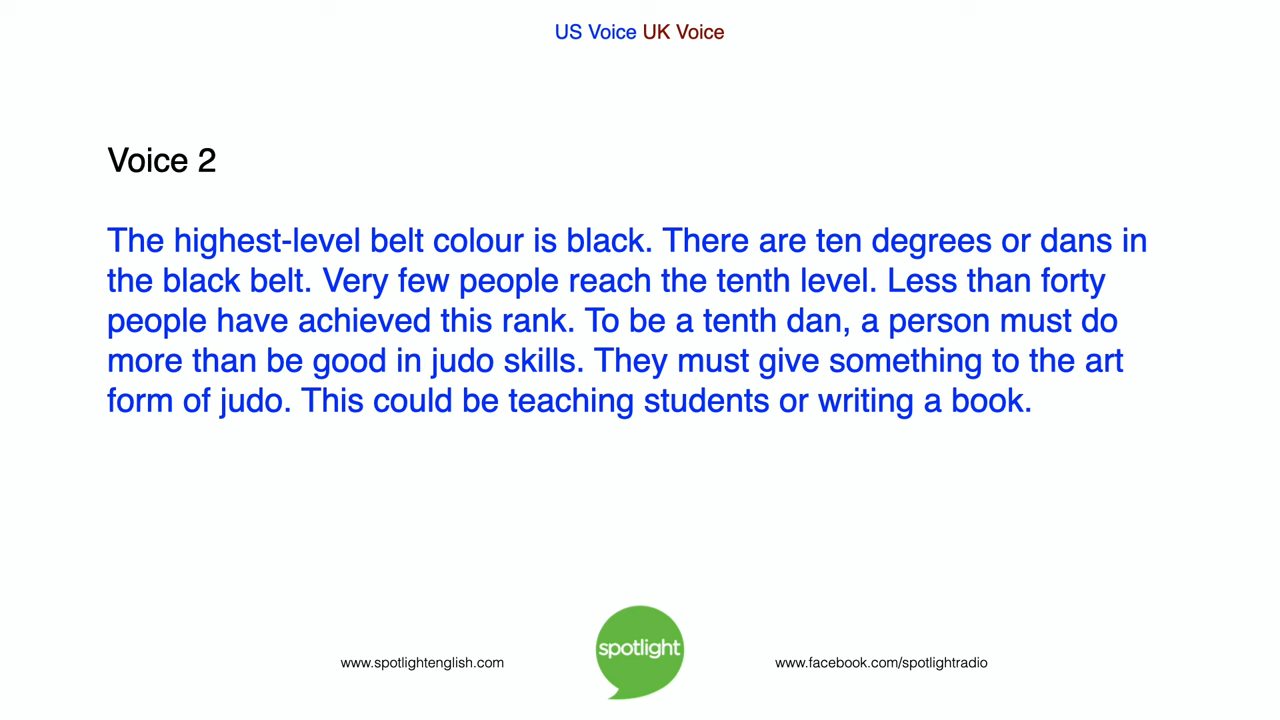 US Voice UK Voice
Voice 2
The highest-level belt colour is black. There are ten degrees or dans in
the black belt. Very few people reach the tenth level. Less than forty
people have achieved this rank. To be a tenth dan, a person must do
more than be good in judo skills. They must give something to the art
form of judo. This could be teaching students or writing a book.
www.spotlightenglish.com
spotlight
www.facebook.com/spotlightradio